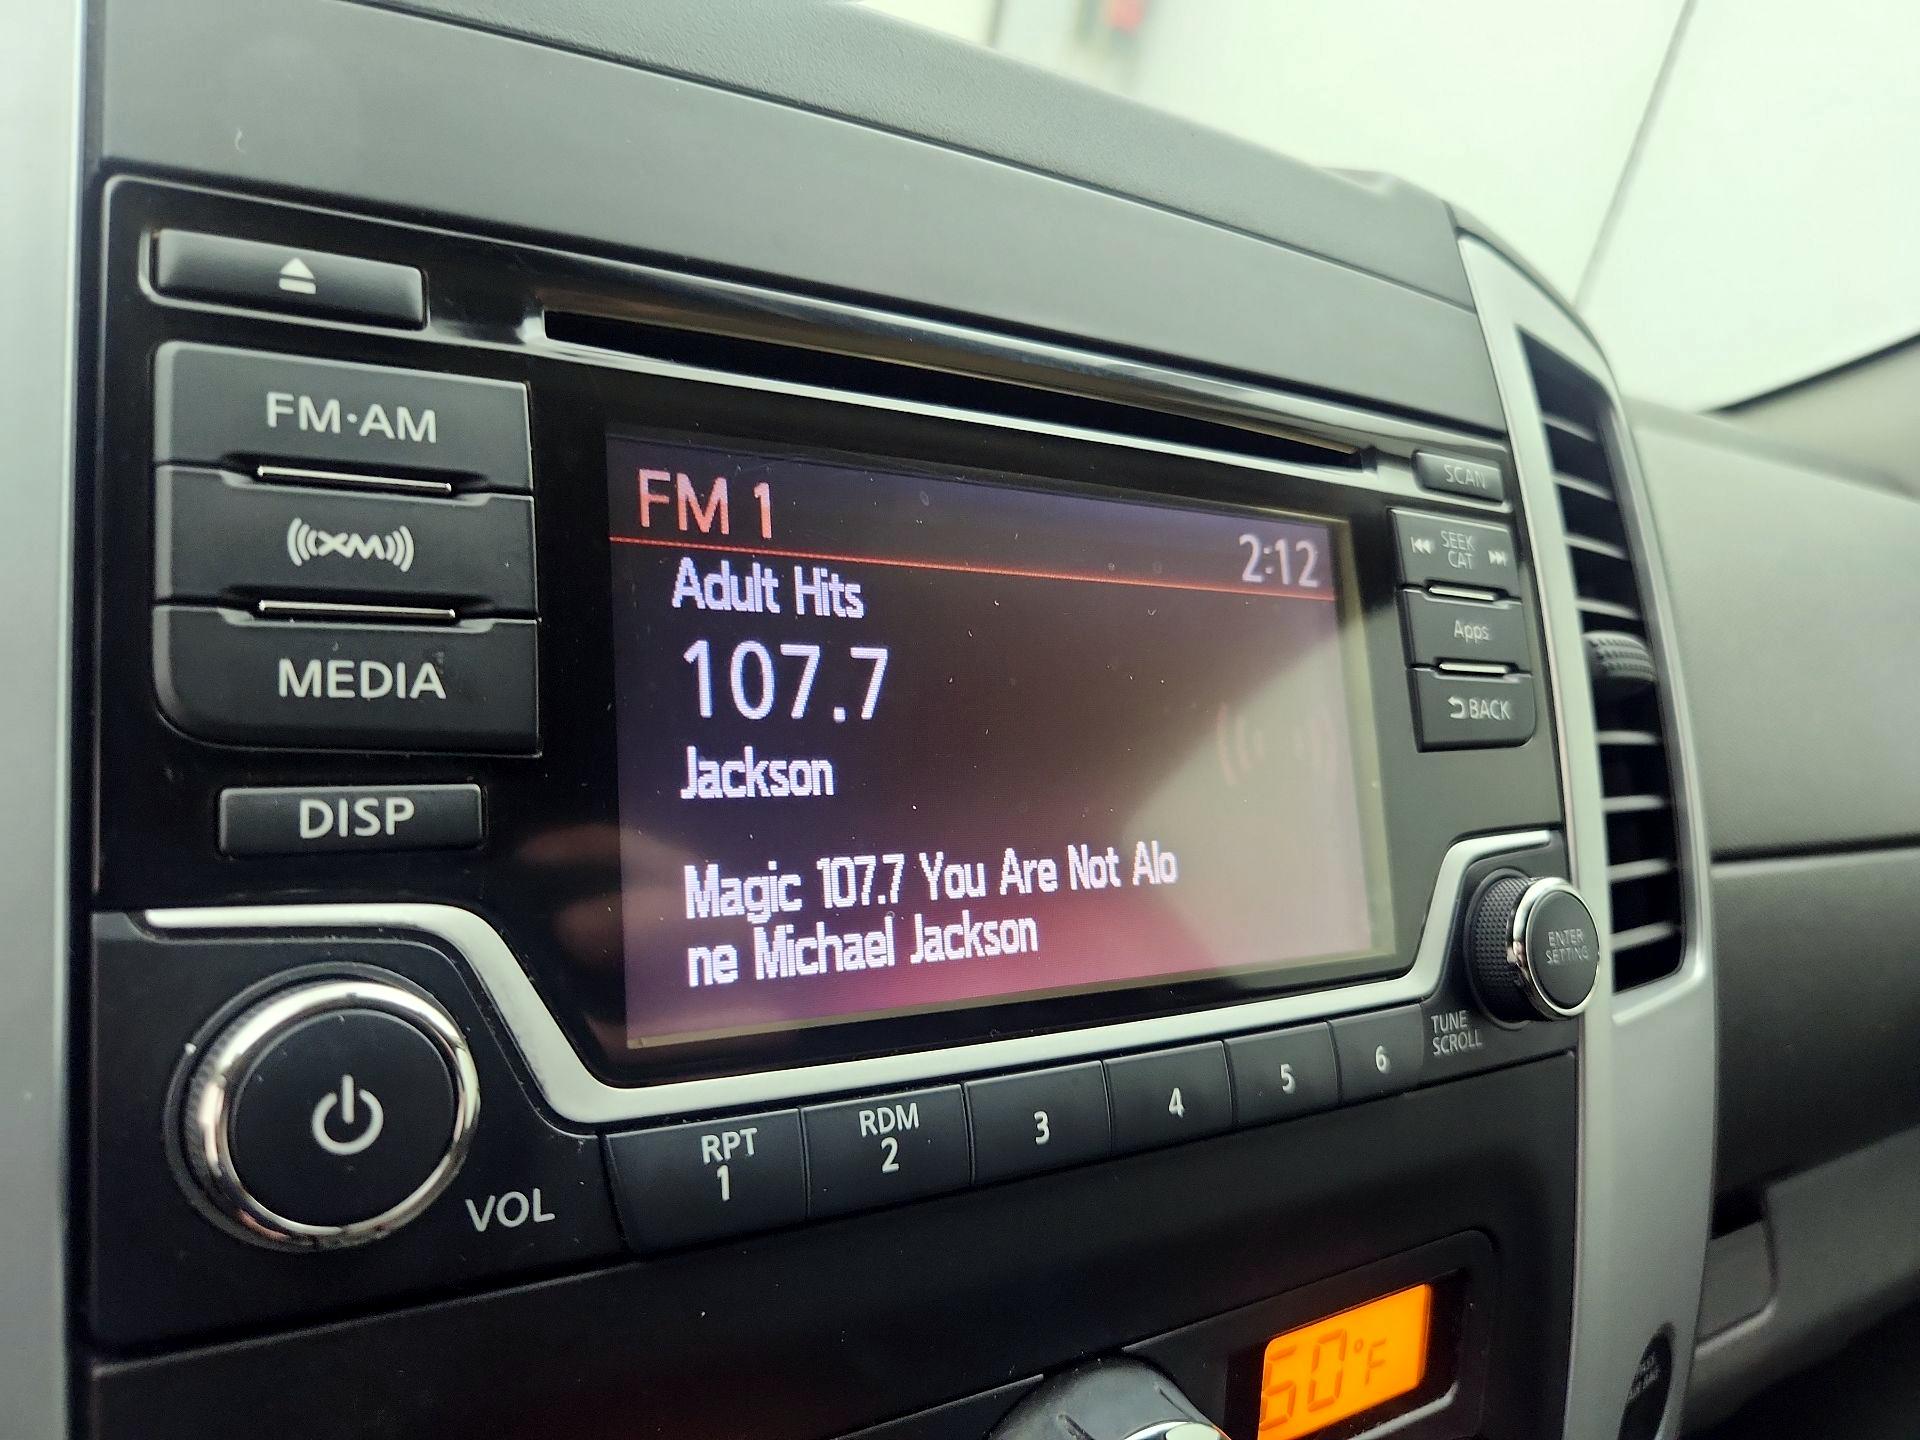 FM·AM
XM
MEDIA
DISP
VOL
FM 1
2:12
Adult Hits
107.7
Jackson
Magic 107.7 You Are Not Alo
ne Michael Jackson
SCAN
SEEK
CAT
Apps
BACK
ENTER
SETTING
TUNE
SCROLL
RPT
1
RDM
2
3
4
5
6
60°F